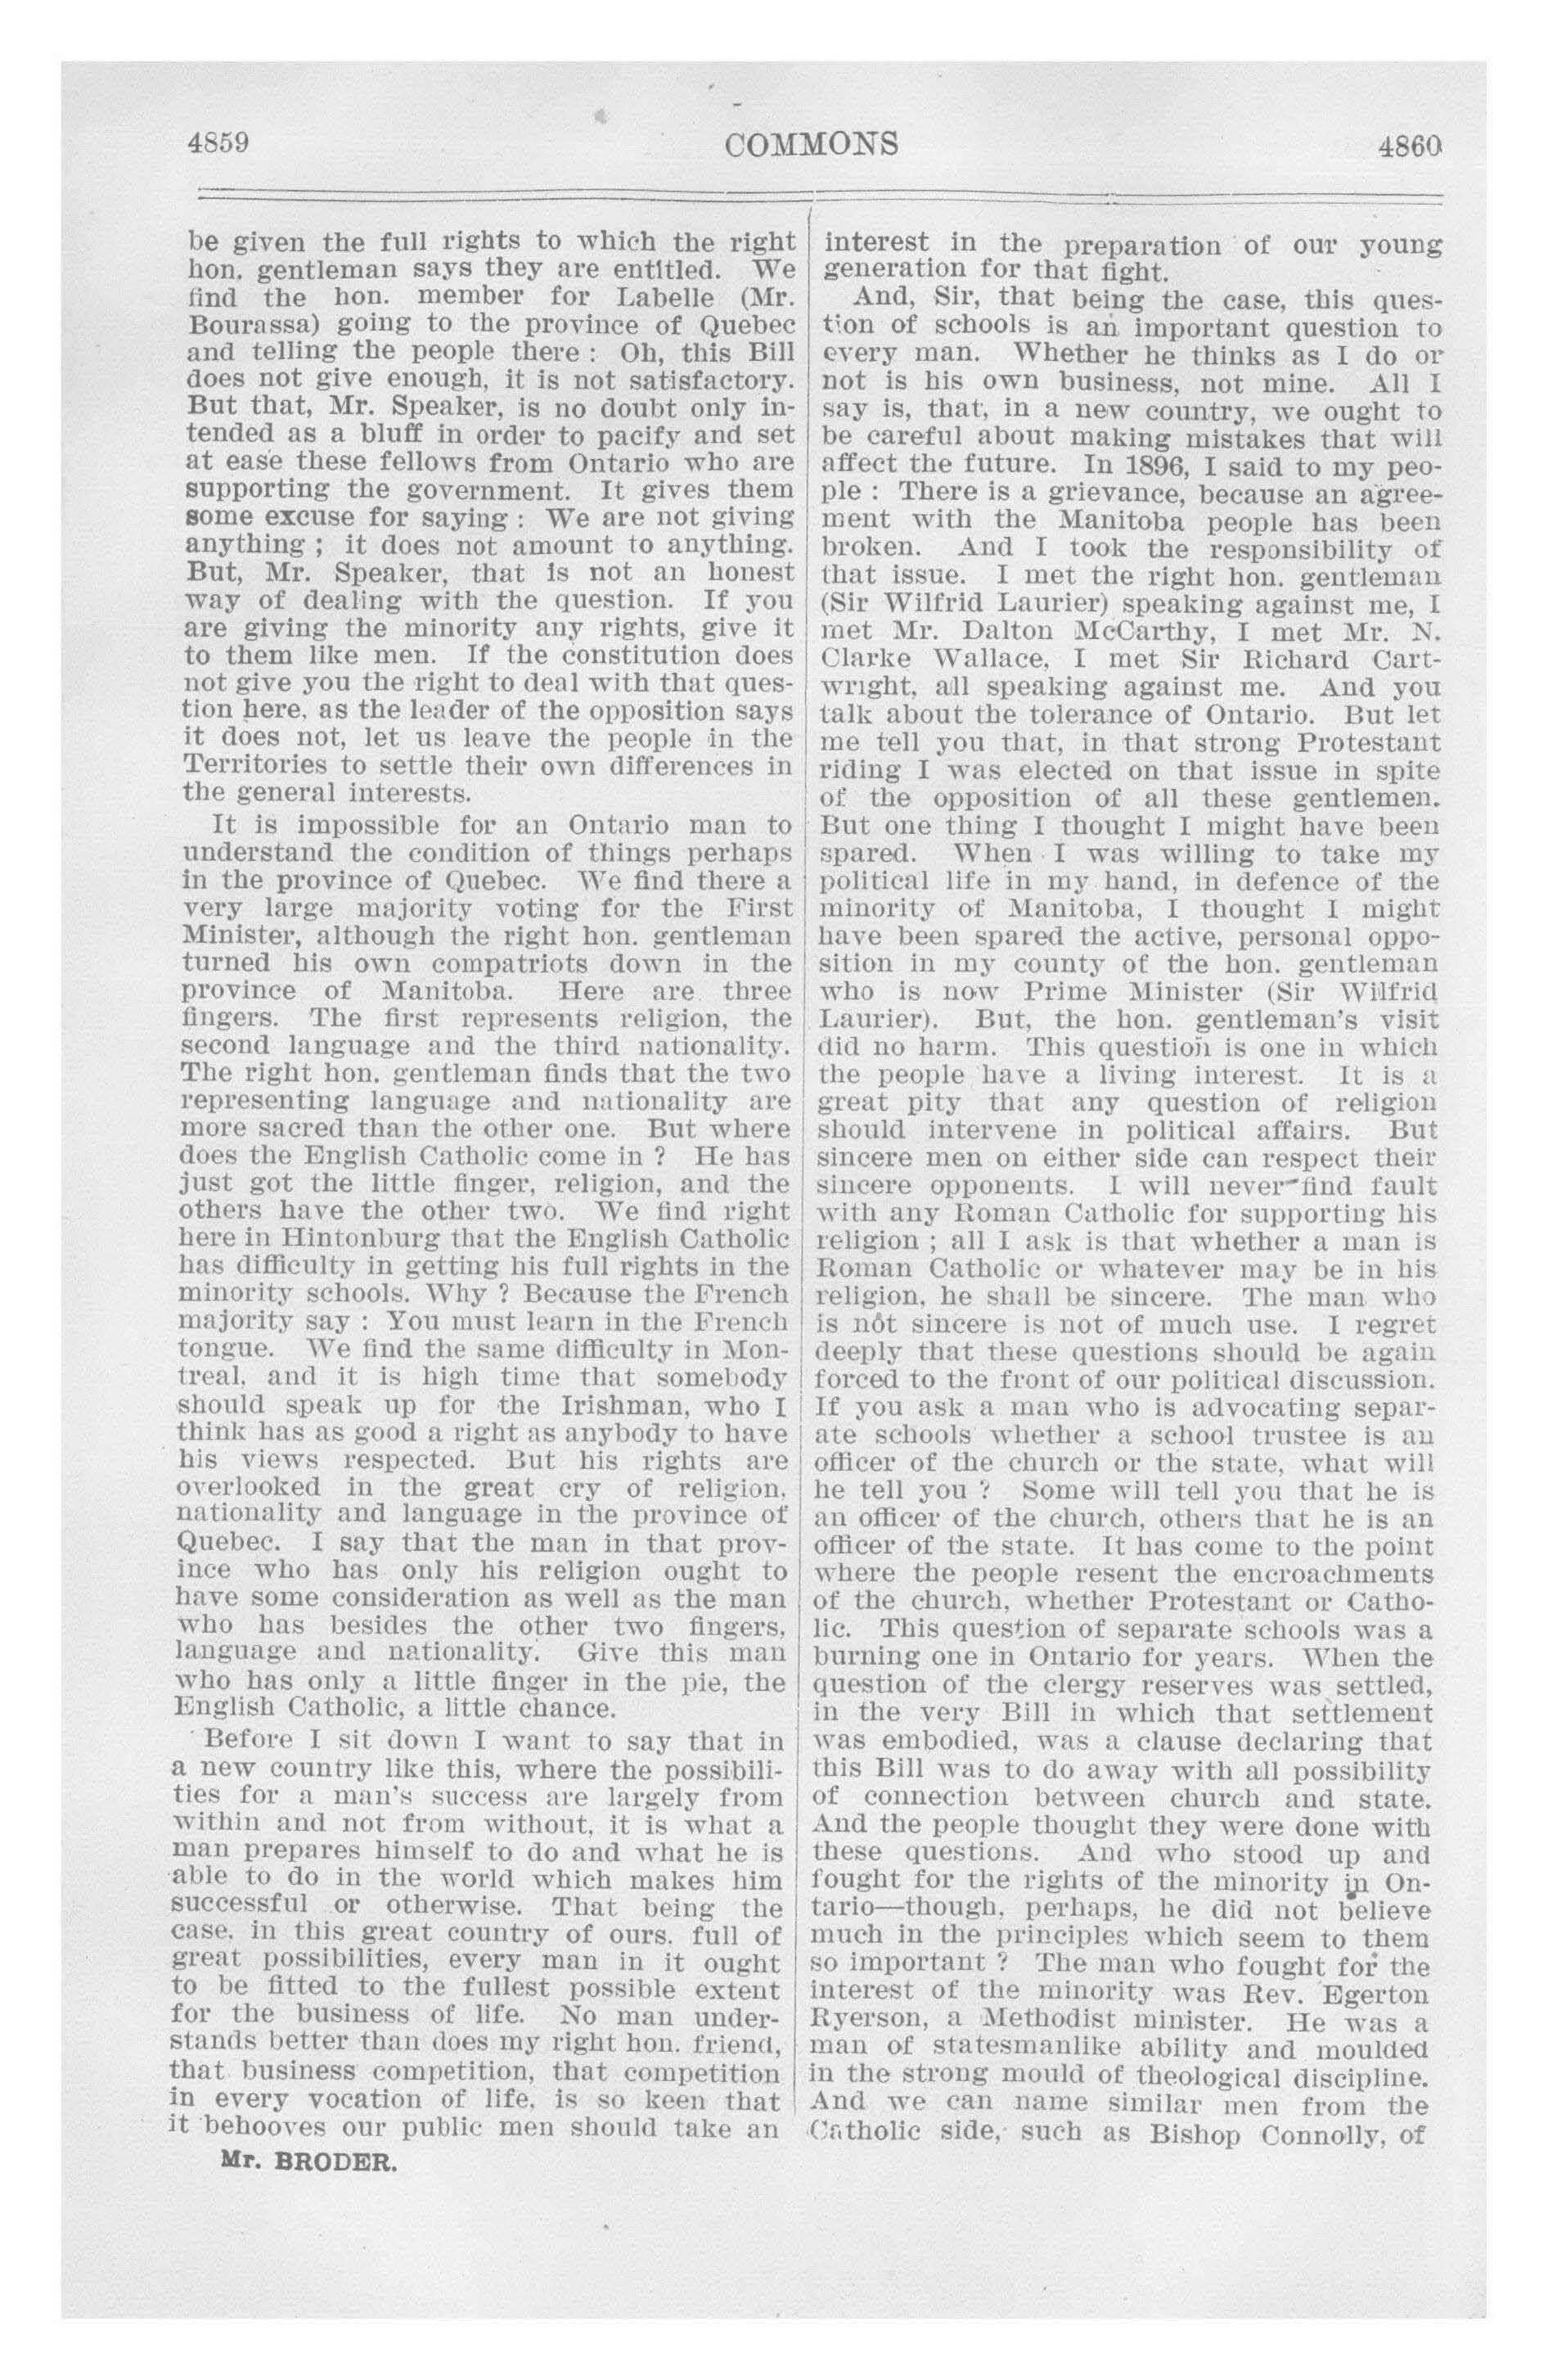 4859
COMMONS
4860
be given the full rights to which the right
hon. gentleman says they are entitled. We
find the hon. member for Labelle (Mr.
Bourassa) going to the province of Quebec
and telling the people there : Oh, this Bill
does not give enough, it is not satisfactory.
But that, Mr. Speaker, is no doubt only in-
tended as a bluff in order to pacify and set
at ease these fellows from Ontario who are
supporting the government. It gives them
some excuse for saying : We are not giving
anything ; it does not amount to anything.
But, Mr. Speaker, that is not an honest
way of dealing with the question. If you
are giving the minority any rights, give it
to them like men. If the constitution does
not give you the right to deal with that ques-
tion here, as the leader of the opposition says
it does not, let us leave the people in the
Territories to settle their own differences in
the general interests.
It is impossible for an Ontario man to
understand the condition of things perhaps
in the province of Quebec. We find there a
very large majority voting for the First
Minister, although the right hon. gentleman
turned his own compatriots down in the
province of Manitoba. Here are three
fingers. The first represents religion, the
second language and the third nationality.
The right hon. gentleman finds that the two
representing language and nationality are
more sacred than the other one. But where
does the English Catholic come in ? He has
just got the little finger, religion, and the
others have the other two. We find right
here in Hintonburg that the English Catholic
has difficulty in getting his full rights in the
minority schools. Why ? Because the French
majority say : You must learn in the French
tongue. We find the same difficulty in Mon-
treal, and it is high time that somebody
should speak up for the Irishman, who I
think has as good a right as anybody to have
his views respected. But his rights are
overlooked in the great cry of religion,
nationality and language in the province of
Quebec. I say that the man in that prov-
ince who has only his religion ought to
have some consideration as well as the man
who has besides the other two fingers,
language and nationality. Give this man
who has only a little finger in the pie, the
English Catholic, a little chance.
Before I sit down I want to say that in
a new country like this, where the possibili-
ties for a man's success are largely from
within and not from without, it is what a
man prepares himself to do and what he is
able to do in the world which makes him
successful or otherwise. That being the
case, in this great country of ours, full of
great possibilities, every man in it ought
to be fitted to the fullest possible extent
for the business of life. No man under-
stands better than does my right hon. friend,
that business competition, that competition
in every vocation of life, is so keen that
it behooves our public men should take an
Mr. BRODER.
interest in the preparation of our young
generation for that fight.
And, Sir, that being the case, this ques-
tion of schools is an important question to
every man. Whether he thinks as I do or
not is his own business, not mine. All I
say is, that, in a new country, we ought to
be careful about making mistakes that will
affect the future. In 1896, I said to my peo-
ple : There is a grievance, because an agree-
ment with the Manitoba people has been
broken. And I took the responsibility of
that issue. I met the right hon. gentleman
(Sir Wilfrid Laurier) speaking against me, I
met Mr. Dalton McCarthy, I met Mr. N.
Clarke Wallace, I met Sir Richard Cart-
wright, all speaking against me. And you
talk about the tolerance of Ontario. But let
me tell you that, in that strong Protestant
riding I was elected on that issue in spite
of the opposition of all these gentlemen.
But one thing I thought I might have been
spared. When I was willing to take my
political life in my hand, in defence of the
minority of Manitoba, I thought I might
have been spared the active, personal oppo-
sition in my county of the hon. gentleman
who is now Prime Minister (Sir Wilfrid
Laurier). But, the hon. gentleman's visit
did no harm. This question is one in which
the people have a living interest. It is a
great pity that any question of religion
should intervene in political affairs. But
sincere men on either side can respect their
sincere opponents. I will never find fault
with any Roman Catholic for supporting his
religion ; all I ask is that whether a man is
Roman Catholic or whatever may be in his
religion, he shall be sincere. The man who
is not sincere is not of much use. I regret
deeply that these questions should be again
forced to the front of our political discussion.
If you ask a man who is advocating separ-
ate schools whether a school trustee is an
officer of the church or the state, what will
he tell you ? Some will tell you that he is
an officer of the church, others that he is an
officer of the state. It has come to the point
where the people resent the encroachments
of the church, whether Protestant or Catho-
lic. This question of separate schools was a
burning one in Ontario for years. When the
question of the clergy reserves was settled,
in the very Bill in which that settlement
was embodied, was a clause declaring that
this Bill was to do away with all possibility
of connection between church and state.
And the people thought they were done with
these questions. And who stood up and
fought for the rights of the minority in On-
tario—though, perhaps, he did not believe
much in the principles which seem to them
so important ? The man who fought for the
interest of the minority was Rev. Egerton
Ryerson, a Methodist minister. He was a
man of statesmanlike ability and moulded
in the strong mould of theological discipline.
And we can name similar men from the
Catholic side, such as Bishop Connolly, of